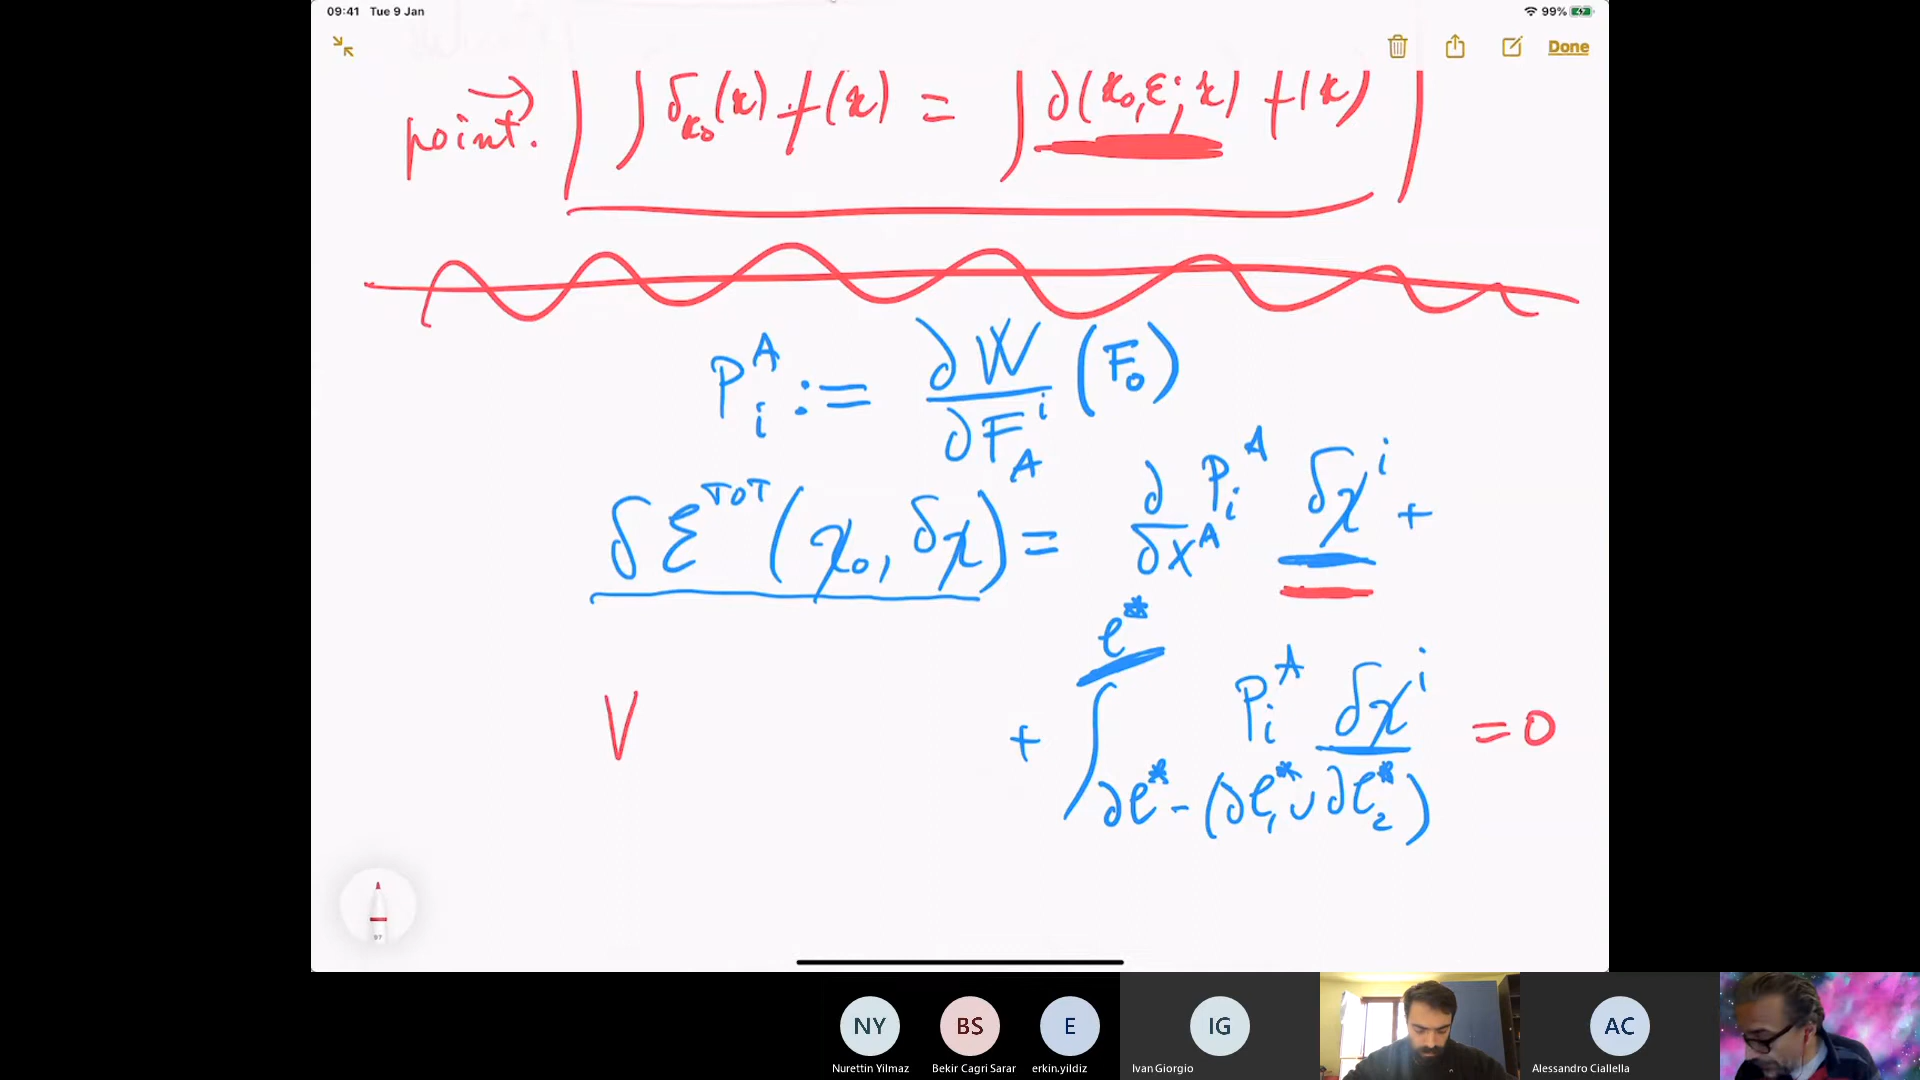 09:41 Tue 9 Jan 99%
Done
point. | ∫ δ_{x₀}(x) f(x) = ∫ ∂(x₀, ε; x) f(x) |
P_i^A := ∂W/∂F_A^i (F₀)
δℰ^{TOT}(χ₀, δχ) = ∂/∂X^A P_i^A δχ^i +
+ ∫_{∂e* - (∂e₁* ∪ ∂e₂*)} P_i^A δχ^i = 0
e*
V
97
NY BS E IG AC
Nurettin Yilmaz Bekir Cagri Sarar erkin.yildiz Ivan Giorgio Alessandro Ciallella